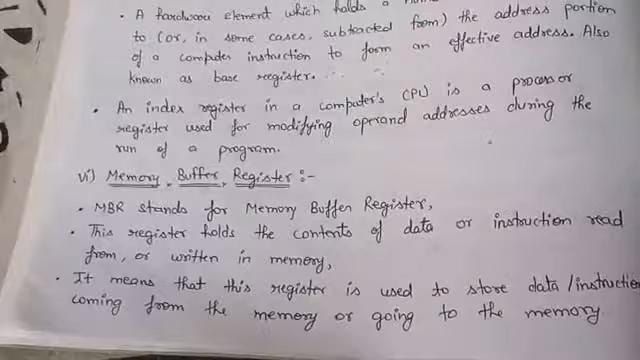 • A hardware element which holds a
to (or, in some cases, subtracted from) the address portion
of a computer instruction to form an effective address. Also
known as base register.
• An index register in a computer's CPU is a processor
register used for modifying operand addresses during the
run of a program.
vi) Memory Buffer Register :-
• MBR stands for Memory Buffer Register,
• This register holds the contents of data or instruction read
from, or written in memory,
• It means that this register is used to store data/instruction
coming from the memory or going to the memory